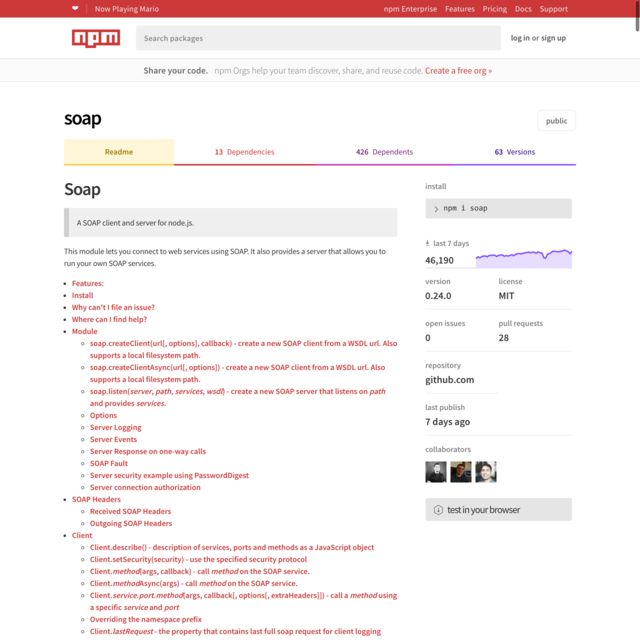 ❤ Now Playing Mario npm Enterprise Features Pricing Docs Support
npm Search packages log in or sign up
Share your code. npm Orgs help your team discover, share, and reuse code. Create a free org »
soap
public
Readme 13 Dependencies 426 Dependents 63 Versions
Soap
A SOAP client and server for node.js.
This module lets you connect to web services using SOAP. It also provides a server that allows you to
run your own SOAP services.
Features:
Install
Why can't I file an issue?
Where can I find help?
Module
soap.createClient(url[, options], callback) - create a new SOAP client from a WSDL url. Also
supports a local filesystem path.
soap.createClientAsync(url[, options]) - create a new SOAP client from a WSDL url. Also
supports a local filesystem path.
soap.listen(server, path, services, wsdl) - create a new SOAP server that listens on path
and provides services.
Options
Server Logging
Server Events
Server Response on one-way calls
SOAP Fault
Server security example using PasswordDigest
Server connection authorization
SOAP Headers
Received SOAP Headers
Outgoing SOAP Headers
Client
Client.describe() - description of services, ports and methods as a JavaScript object
Client.setSecurity(security) - use the specified security protocol
Client.method(args, callback) - call method on the SOAP service.
Client.methodAsync(args) - call method on the SOAP service.
Client.service.port.method(args, callback[, options[, extraHeaders]]) - call a method using
a specific service and port
Overriding the namespace prefix
Client.lastRequest - the property that contains last full soap request for client logging
install
npm i soap
last 7 days
46,190
version license
0.24.0 MIT
open issues pull requests
0 28
repository
github.com
last publish
7 days ago
collaborators
test in your browser